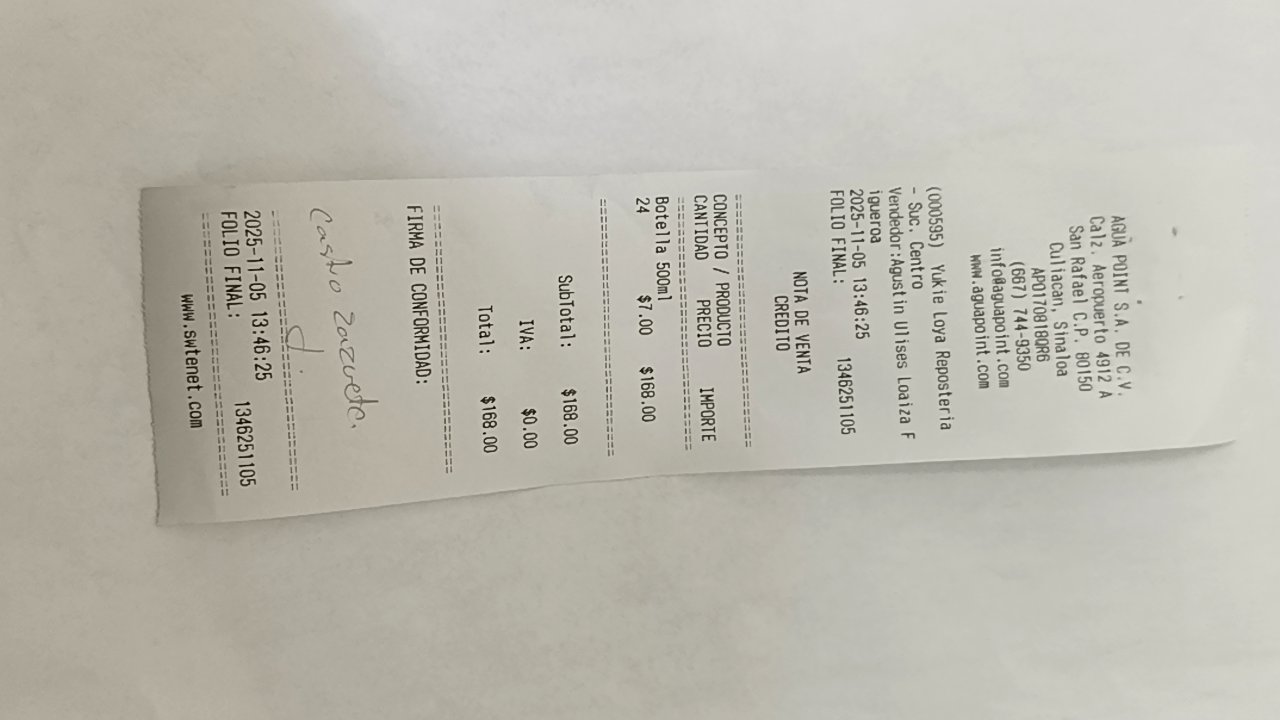 AGUA POINT S.A. DE C.V.
Calz. Aeropuerto 4912 A
San Rafael C.P. 80150
Culiacan, Sinaloa
APO170818QR6
(667) 744-9350
info@aguapoint.com
www.aguapoint.com
(000595) Yukie Loya Reposteria
- Suc. Centro
Vendedor:Agustin Ulises Loaiza F
igueroa
2025-11-05 13:46:25
FOLIO FINAL: 1346251105
NOTA DE VENTA
CREDITO
================================
CONCEPTO / PRODUCTO
CANTIDAD PRECIO IMPORTE
================================
Botella 500ml
24 $7.00 $168.00
================================
SubTotal: $168.00
IVA: $0.00
Total: $168.00
================================
FIRMA DE CONFORMIDAD:
Castro Zazueta
J.
================================
2025-11-05 13:46:25
FOLIO FINAL: 1346251105
================================
www.swtenet.com